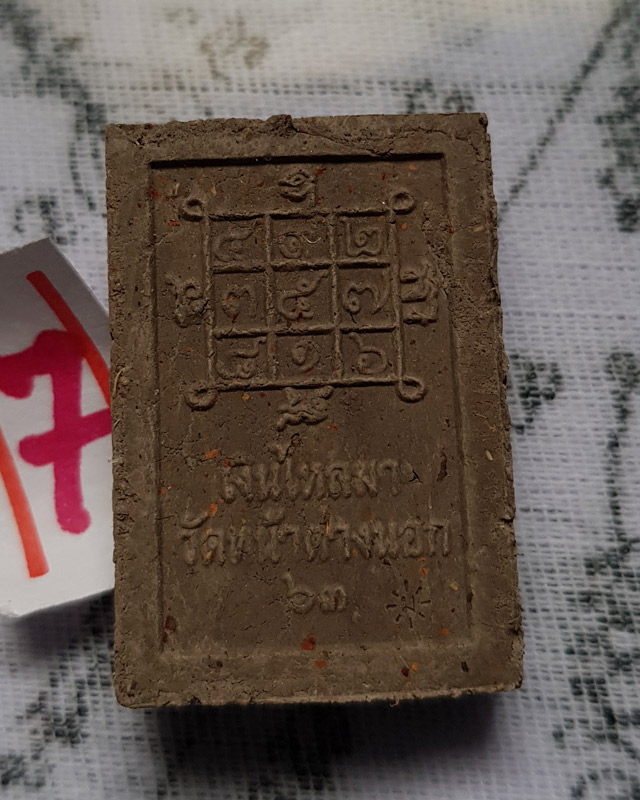 ๔ ๙ ๒
๓ ๕ ๗
๘ ๑ ๖
เงินไหลมา
วัดหน้าต่างนอก
๖๓
7